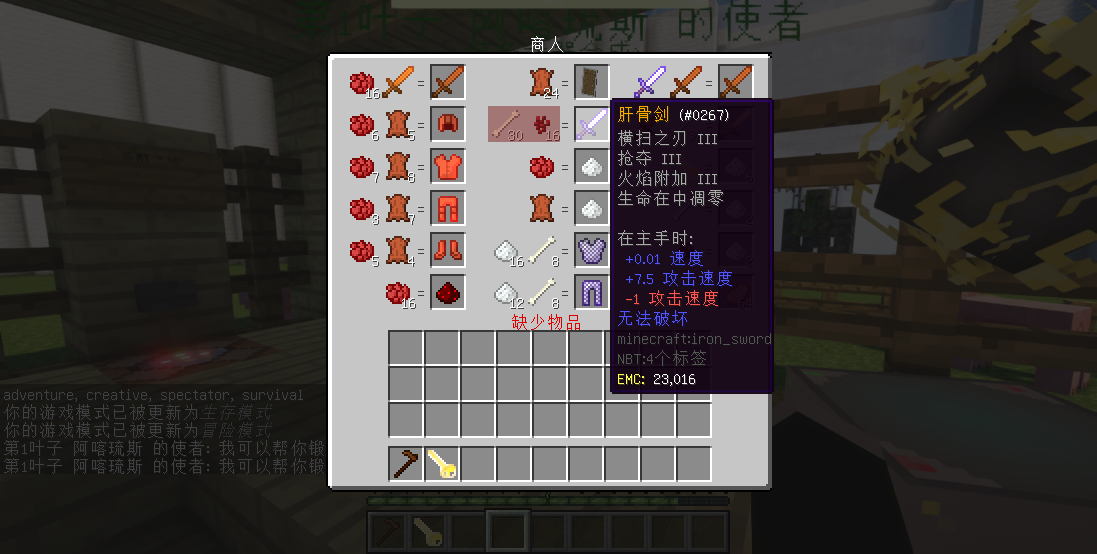 的使者
商人
16
24
6
5
30
16
7
8
3
7
5
4
16
8
16
12
8
缺少物品
肝骨剑 (#0267)
横扫之刃 III
抢夺 III
火焰附加 III
生命在中凋零
在主手时:
+0.01 速度
+7.5 攻击速度
-1 攻击速度
无法破坏
minecraft:iron_sword
NBT:4个标签
EMC: 23,016
adventure, creative, spectator, survival
你的游戏模式已被更新为生存模式
你的游戏模式已被更新为冒险模式
第1叶子 阿喀琉斯 的使者: 我可以帮你锻
第1叶子 阿喀琉斯 的使者: 我可以帮你锻